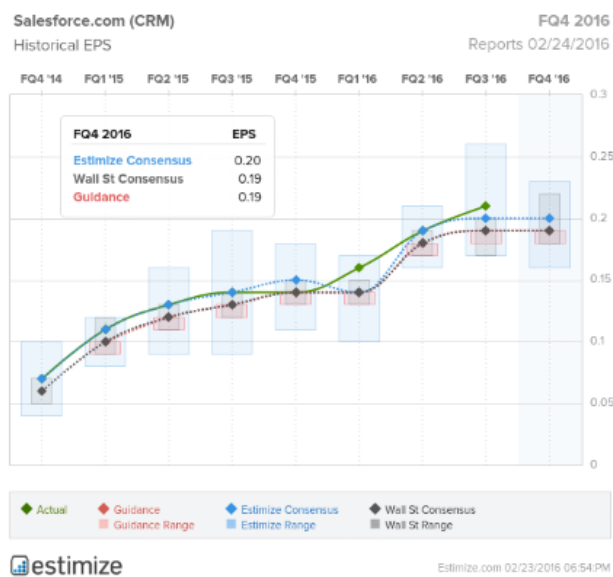 Salesforce.com (CRM)
FQ4 2016
Historical EPS
Reports 02/24/2016
FQ4 '14 FQ1 '15 FQ2 '15 FQ3 '15 FQ4 '15 FQ1 '16 FQ2 '16 FQ3 '16 FQ4 '16
0.3
FQ4 2016 EPS
Estimize Consensus 0.20
Wall St Consensus 0.19
Guidance 0.19
0.25
0.2
0.15
0.1
0.05
0
Actual Guidance Estimize Consensus Wall St Consensus
Guidance Range Estimize Range Wall St Range
estimize
Estimize.com 02/23/2016 06:54:PM